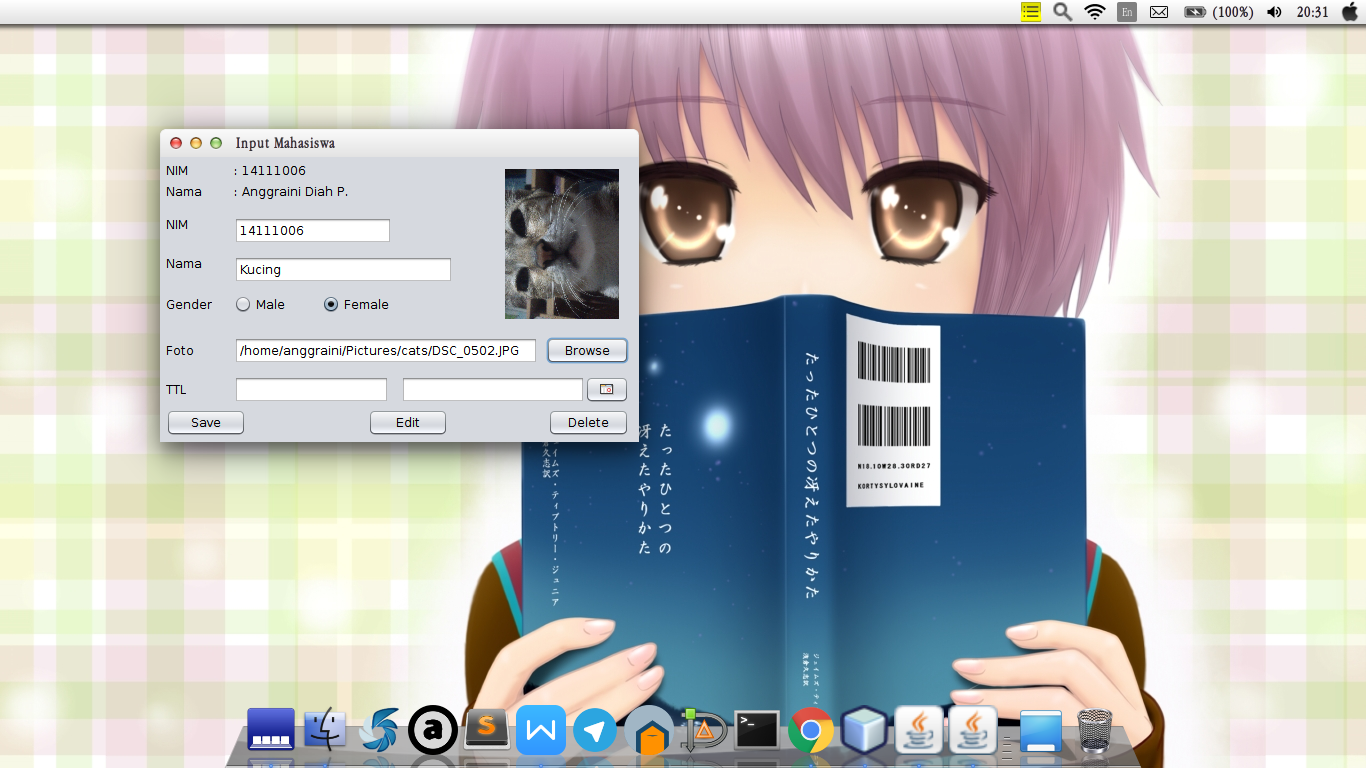 En (100%) 20:31
Input Mahasiswa
NIM : 14111006
Nama : Anggraini Diah P.
NIM 14111006
Nama Kucing
Gender Male Female
Foto /home/anggraini/Pictures/cats/DSC_0502.JPG Browse
TTL
Save Edit Delete
たったひとつの冴えたやりかた
N18.10W28.30RD27
KORTYSYLOVAINE
たったひとつの
冴えたやりかた
イムズ・ティプトリー・ジュニア
久志訳
ジェイムズ・ティ
浅倉久志訳